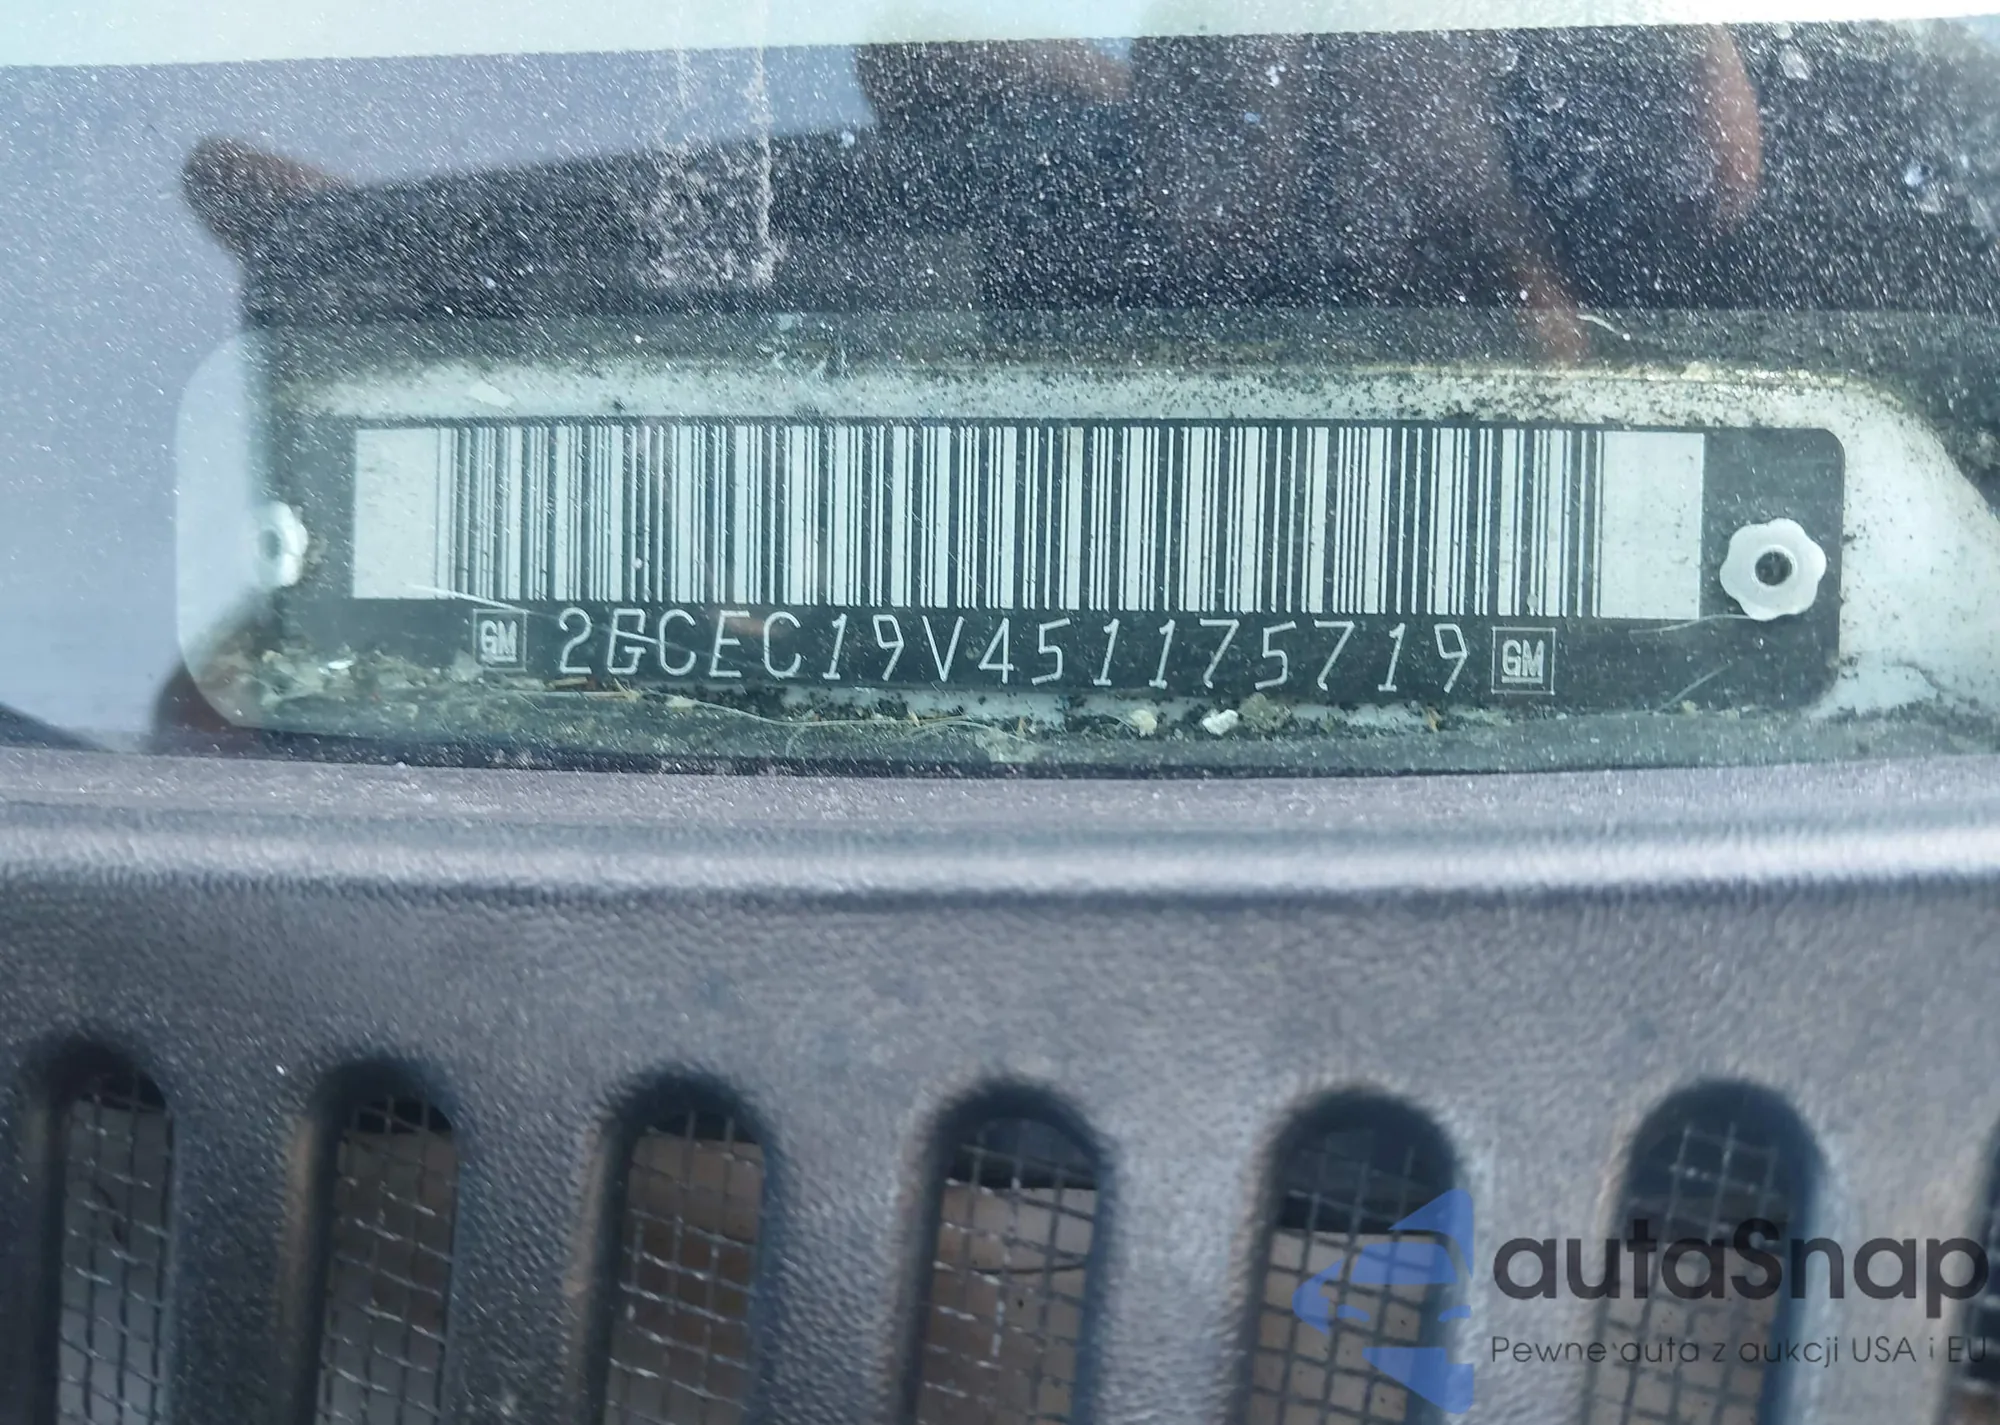 GM 2GCEC19V451175719 GM
autaSnap
Pewne auta z aukcji USA i EU